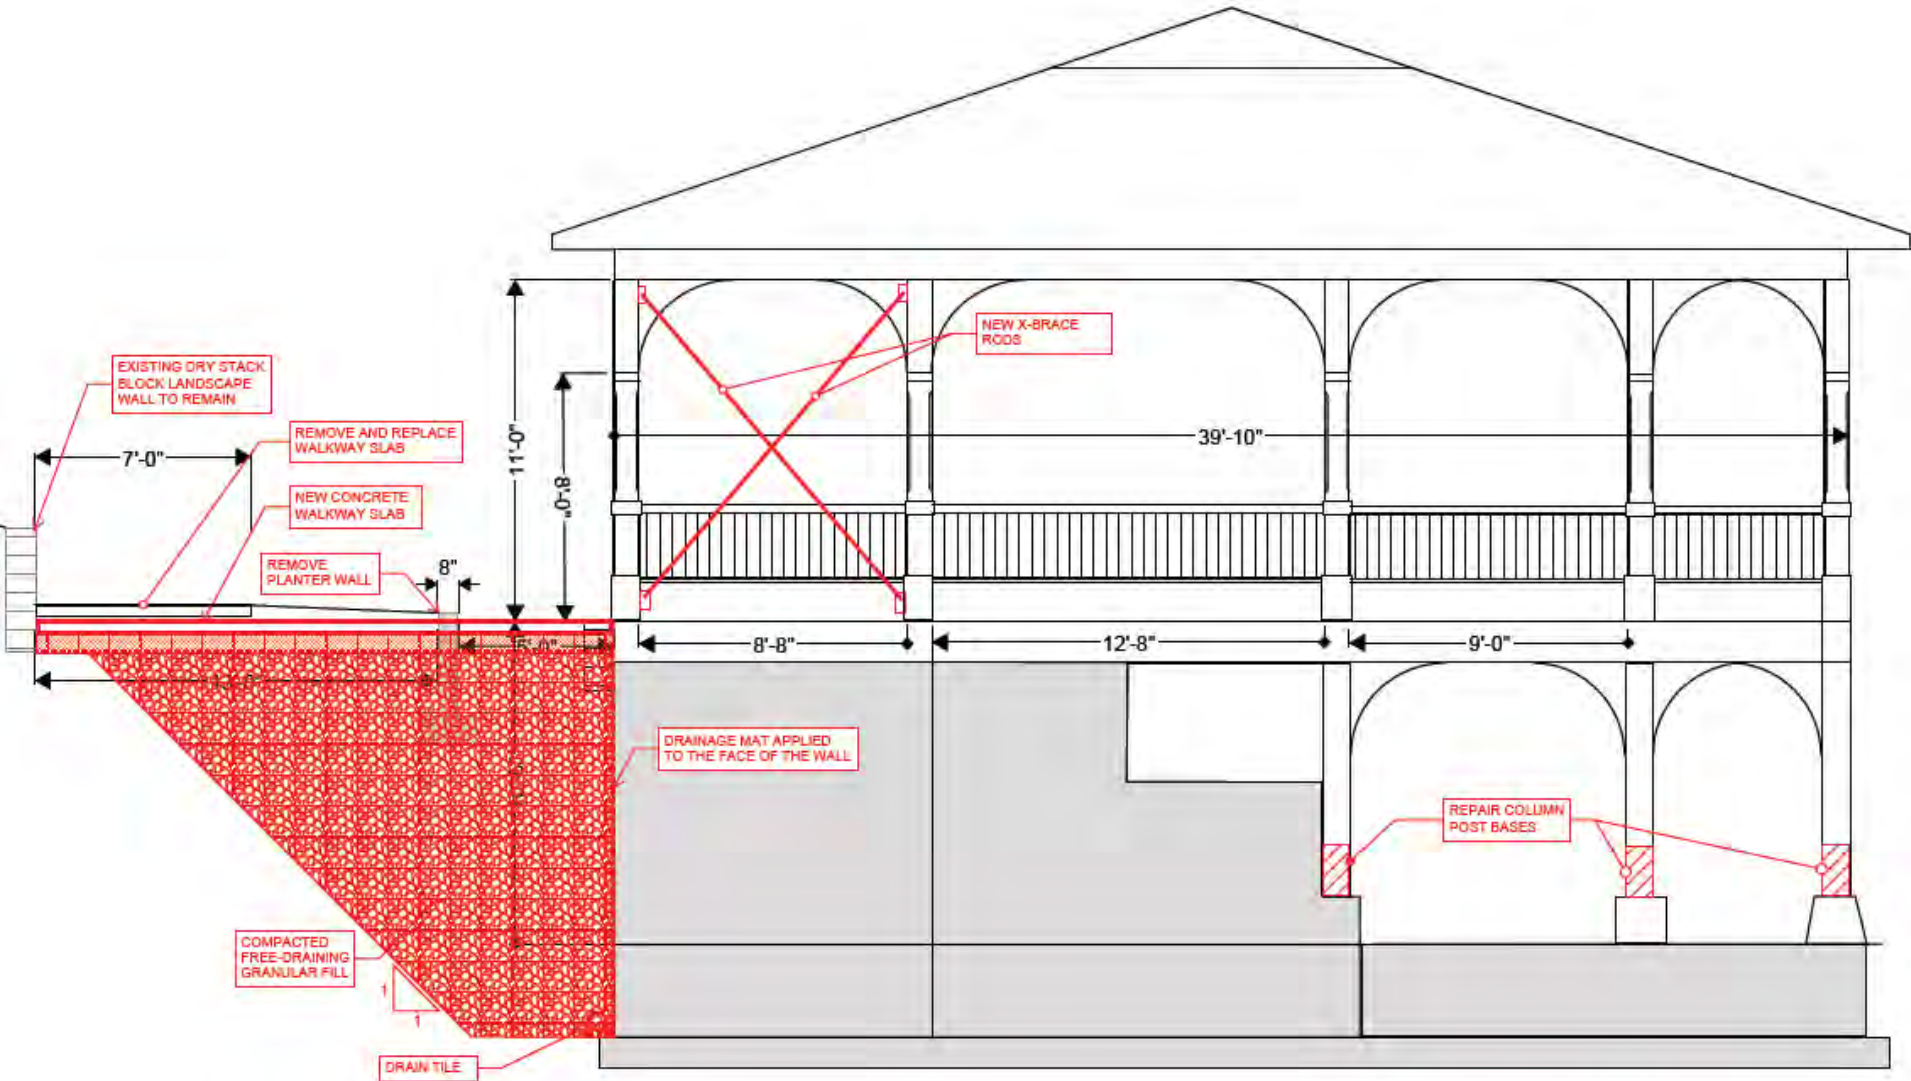 NEW X-BRACE
RODS
EXISTING DRY STACK
BLOCK LANDSCAPE
WALL TO REMAIN
REMOVE AND REPLACE
WALKWAY SLAB
7'-0"
11'-0"
39'-10"
8'-0"
NEW CONCRETE
WALKWAY SLAB
REMOVE
PLANTER WALL
8"
8'-8"
12'-8"
9'-0"
DRAINAGE MAT APPLIED
TO THE FACE OF THE WALL
REPAIR COLUMN
POST BASES
COMPACTED
FREE-DRAINING
GRANULAR FILL
1
1
DRAIN TILE